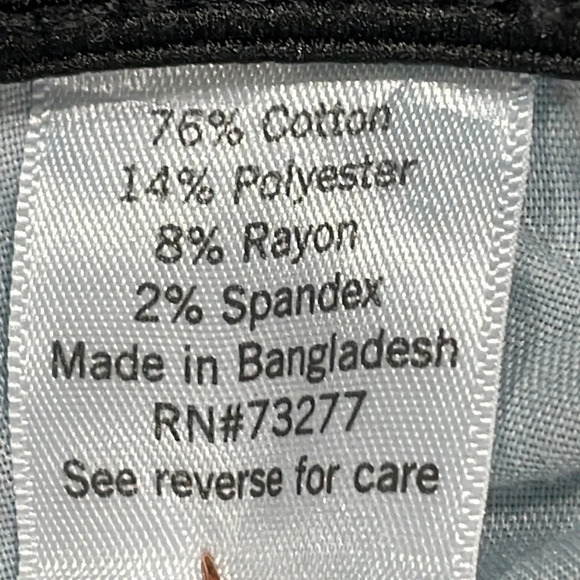 76% Cotton
14% Polyester
8% Rayon
2% Spandex
Made in Bangladesh
RN#73277
See reverse for care